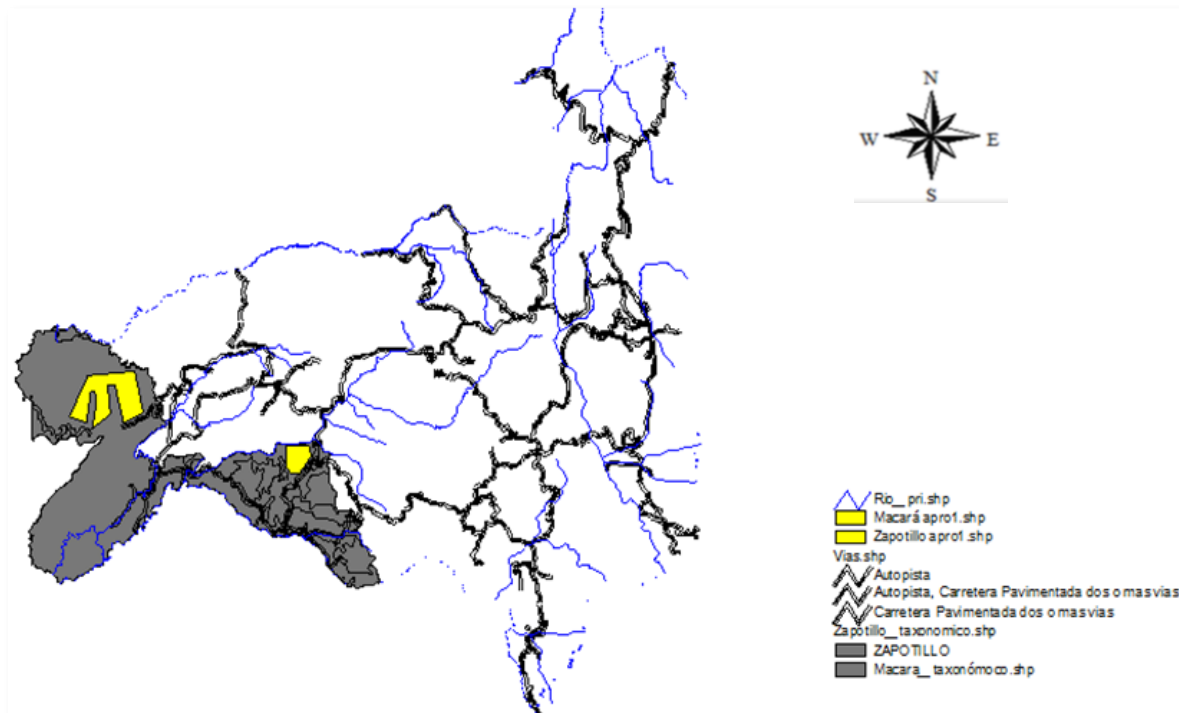 N
W E
S
Rio__pri.shp
Macará apro1.shp
Zapotillo apro1.shp
Vias.shp
Autopista
Autopista, Carretera Pavimentada dos o mas vias
Carretera Pavimentada dos o mas vias
Zapotillo__taxonomico.shp
ZAPOTILLO
Macara__taxonómoco.shp